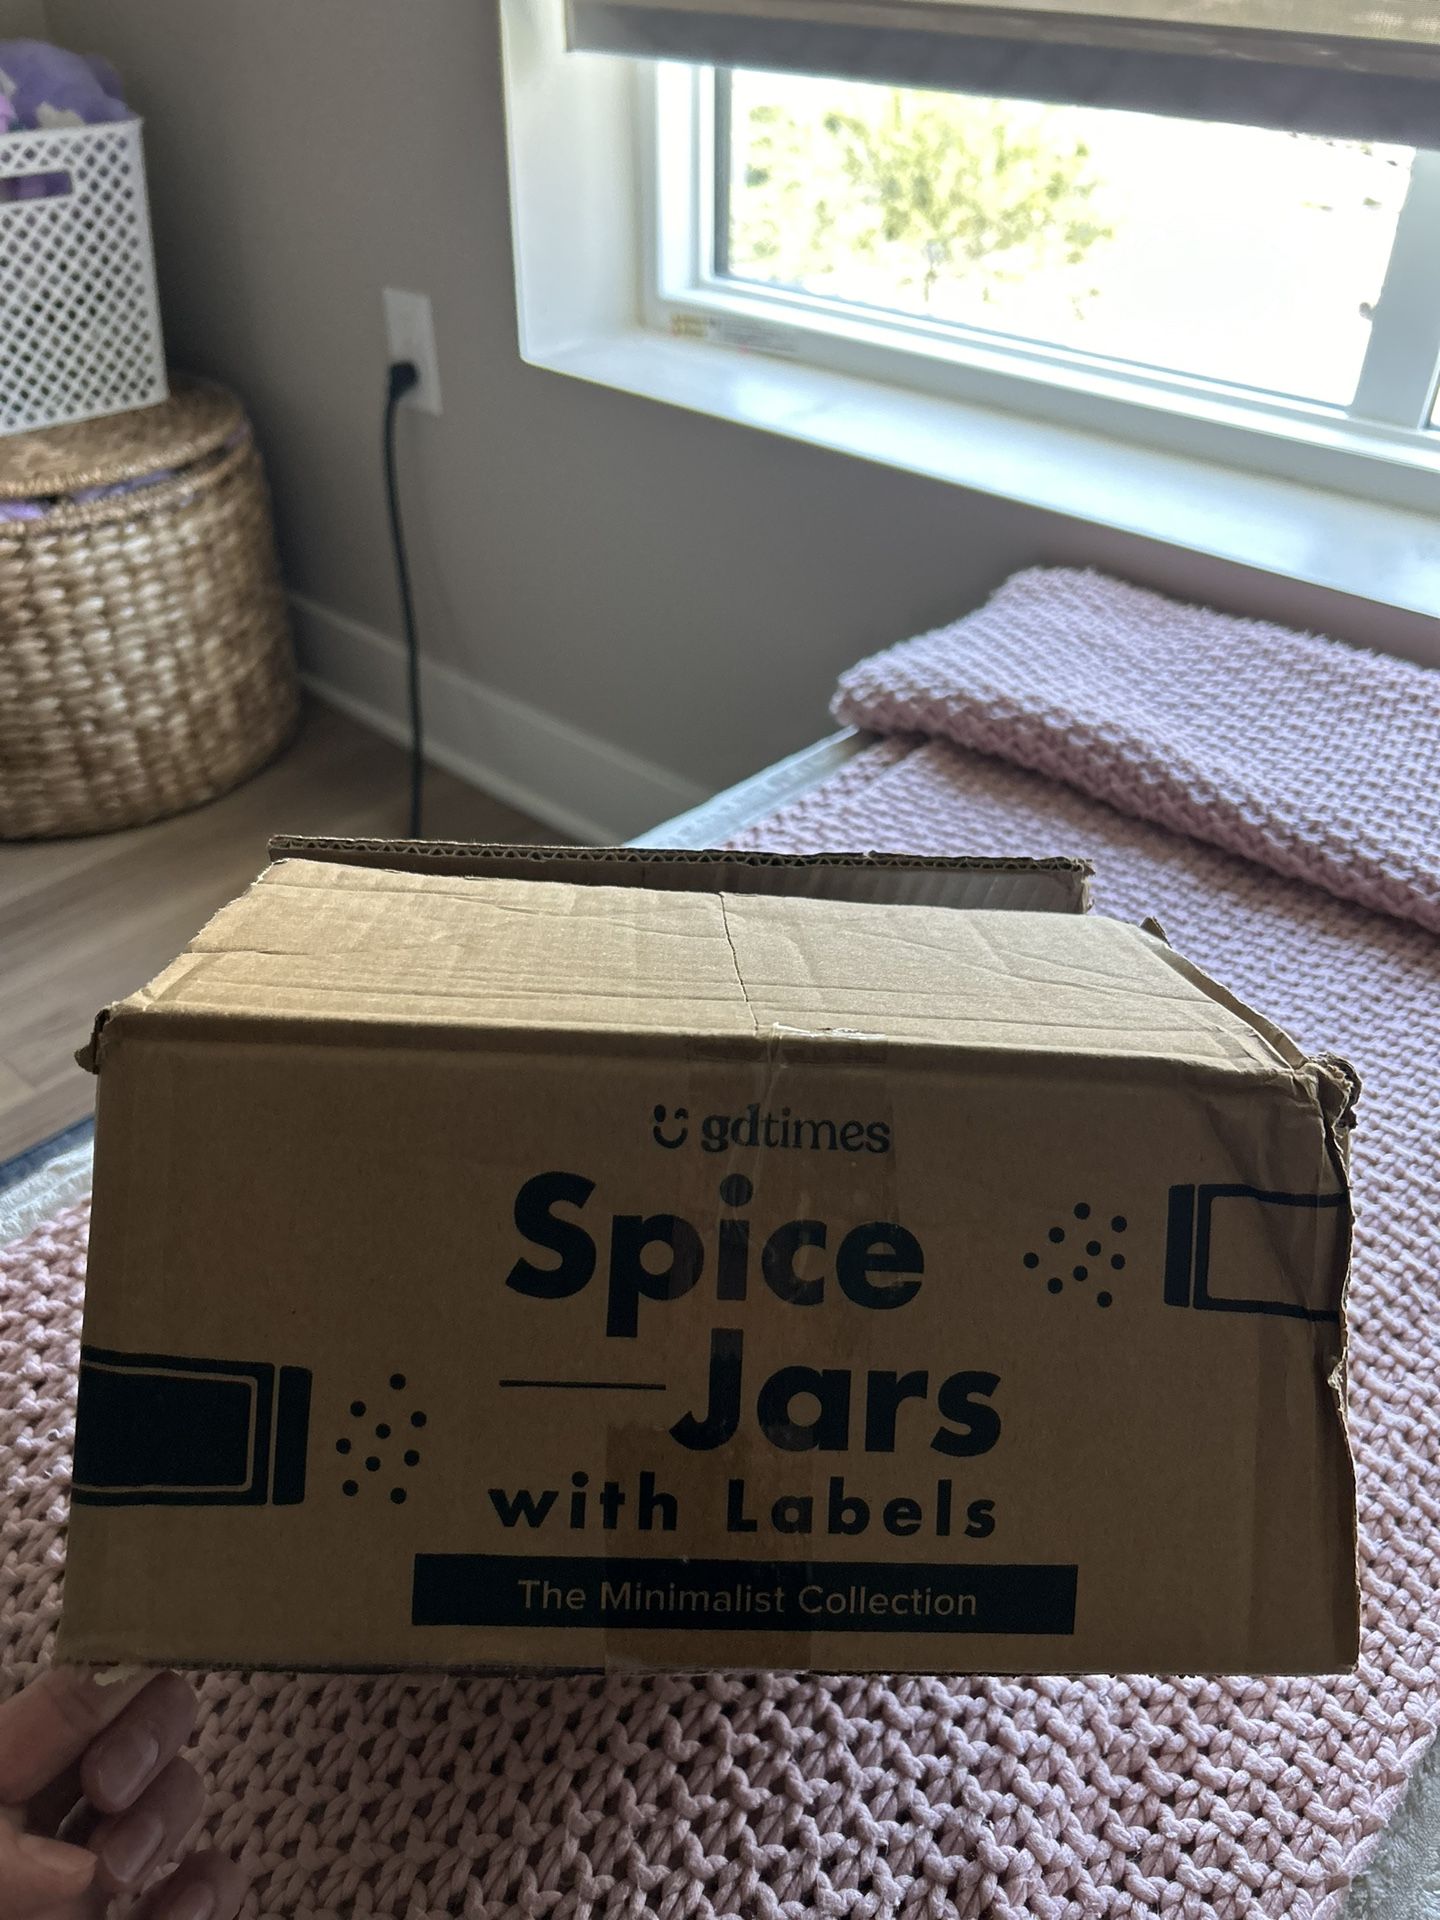 gdtimes
Spice
Jars
with Labels
The Minimalist Collection